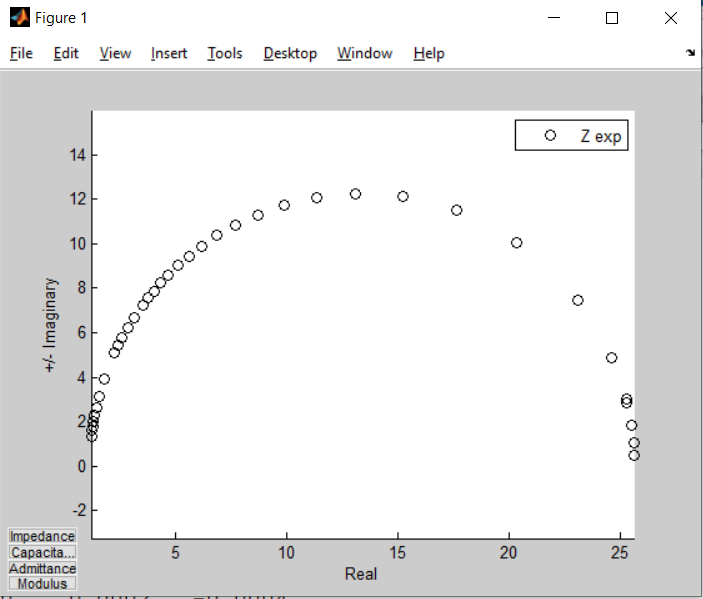 Figure 1
File Edit View Insert Tools Desktop Window Help
Z exp
14
12
10
8
6
4
2
0
-2
+/- Imaginary
5 10 15 20 25
Real
Impedance
Capacita...
Admittance
Modulus